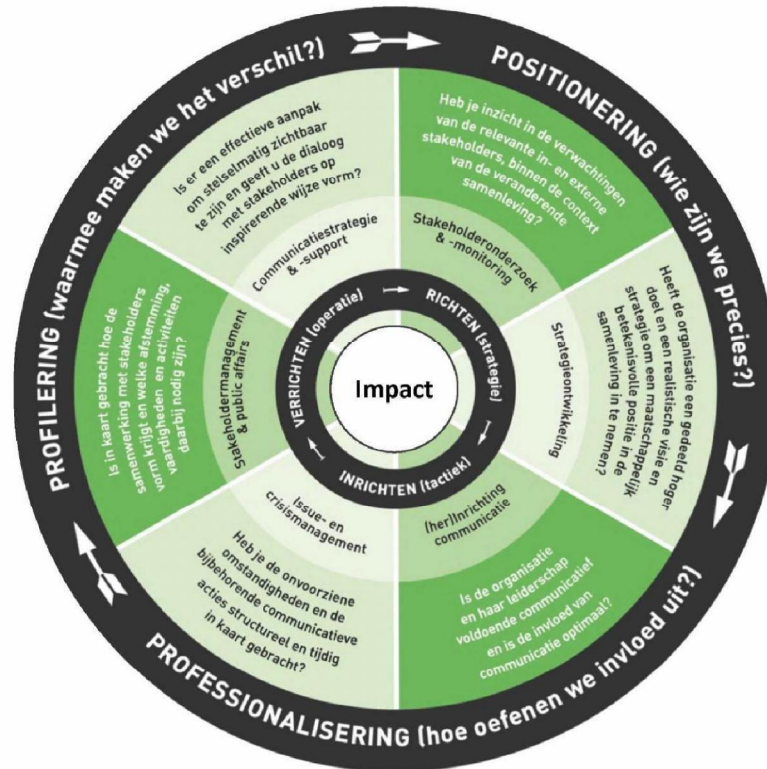 POSITIONERING (wie zijn we precies?)
PROFESSIONALISERING (hoe oefenen we invloed uit?)
PROFILERING (waarmee maken we het verschil?)
Heb je inzicht in de verwachtingen
van de relevante in- en externe
stakeholders, binnen de context
van de veranderende
samenleving?
Stakeholderonderzoek
& -monitoring
Heeft de organisatie een gedeeld hoger
doel en een realistische visie en
strategie om een maatschappelijk
betekenisvolle positie in de
samenleving in te nemen?
Strategieontwikkeling
(her)Inrichting
communicatie
Is de organisatie
en haar leiderschap
voldoende communicatief
en is de invloed van
communicatie optimaal?
Issue- en
crisismanagement
Heb je de onvoorziene
omstandigheden en de
bijbehorende communicatieve
acties structureel en tijdig
in kaart gebracht?
Is in kaart gebracht hoe de
samenwerking met stakeholders
vorm krijgt en welke afstemming,
vaardigheden en activiteiten
daarbij nodig zijn?
Stakeholdermanagement
& public affairs
Is er een effectieve aanpak
om stelselmatig zichtbaar
te zijn en geeft u de dialoog
met stakeholders op
inspirerende wijze vorm?
Communicatiestrategie
& -support
RICHTEN (strategie)
INRICHTEN (tactiek)
VERRICHTEN (operatie)
Impact